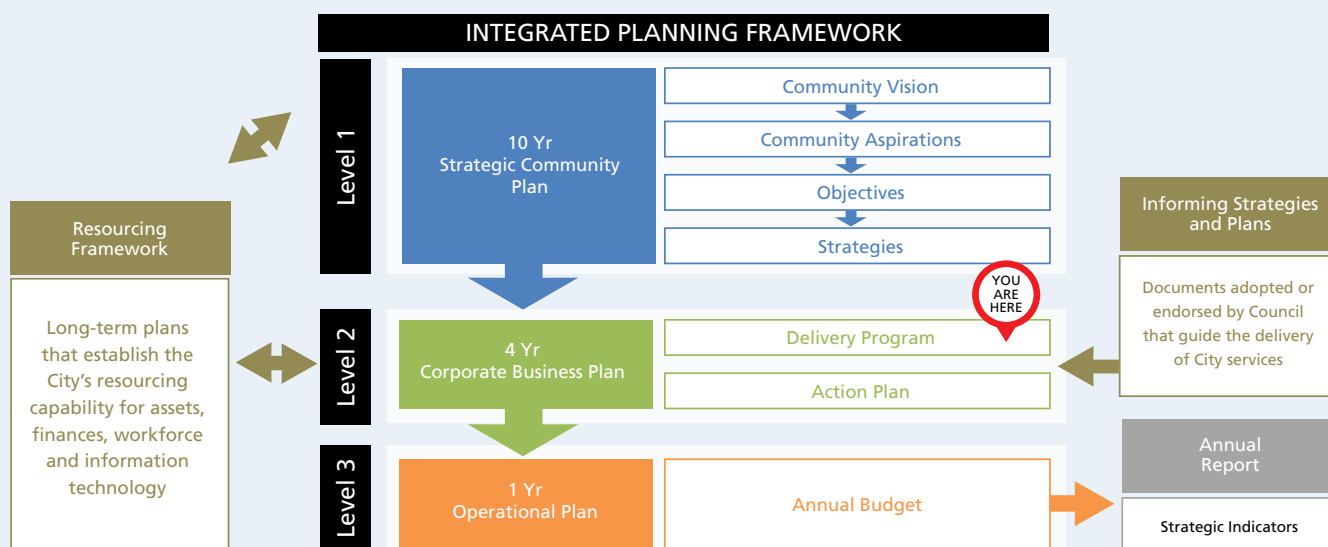 INTEGRATED PLANNING FRAMEWORK
Level 1
10 Yr
Strategic Community
Plan
Community Vision
Community Aspirations
Objectives
Strategies
Resourcing
Framework
Long-term plans
that establish the
City’s resourcing
capability for assets,
finances, workforce
and information
technology
Informing Strategies
and Plans
Documents adopted or
endorsed by Council
that guide the delivery
of City services
YOU
ARE
HERE
Level 2
4 Yr
Corporate Business Plan
Delivery Program
Action Plan
Level 3
1 Yr
Operational Plan
Annual Budget
Annual
Report
Strategic Indicators